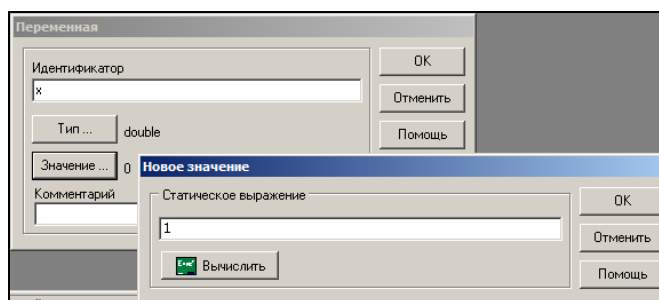 Переменная
Идентификатор
x
OK
Отменить
Помощь
Тип ... double
Значение ... 0
Комментарий
Новое значение
Статическое выражение
1
Вычислить
OK
Отменить
Помощь